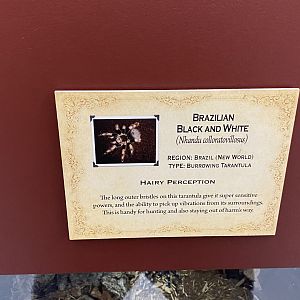 BRAZILIAN
BLACK AND WHITE
(Nhandu colloratovillosus)
REGION: BRAZIL (NEW WORLD)
TYPE: BURROWING TARANTULA
HAIRY PERCEPTION
The long outer bristles on this tarantula give it super sensitive
powers, and the ability to pick up vibrations from its surroundings.
This is handy for hunting and also staying out of harm's way.